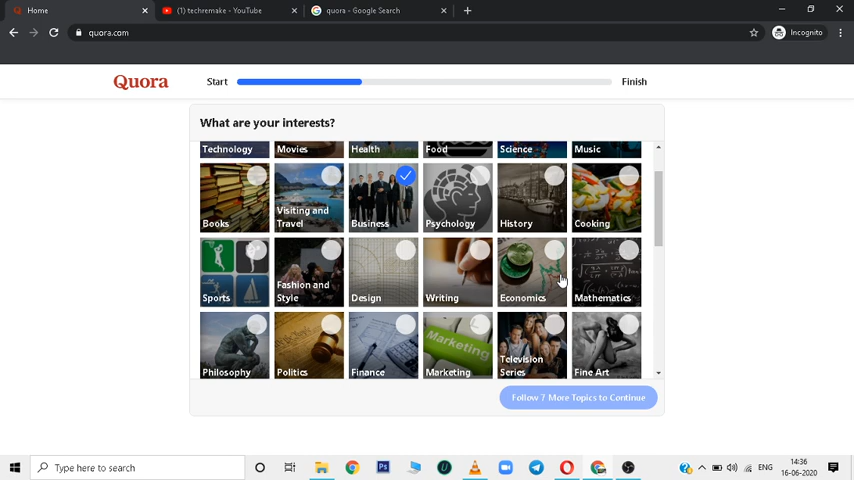 Home
(1) techremake - YouTube
quora - Google Search
quora.com
Incognito
Quora
Start
Finish
What are your interests?
Technology
Movies
Health
Food
Science
Music
Books
Visiting and
Travel
Business
Psychology
History
Cooking
Sports
Fashion and
Style
Design
Writing
Economics
Mathematics
Philosophy
Politics
Finance
Marketing
Marketing
Television
Series
Fine Art
Follow 7 More Topics to Continue
Type here to search
Ps
ENG
14:36
16-06-2020